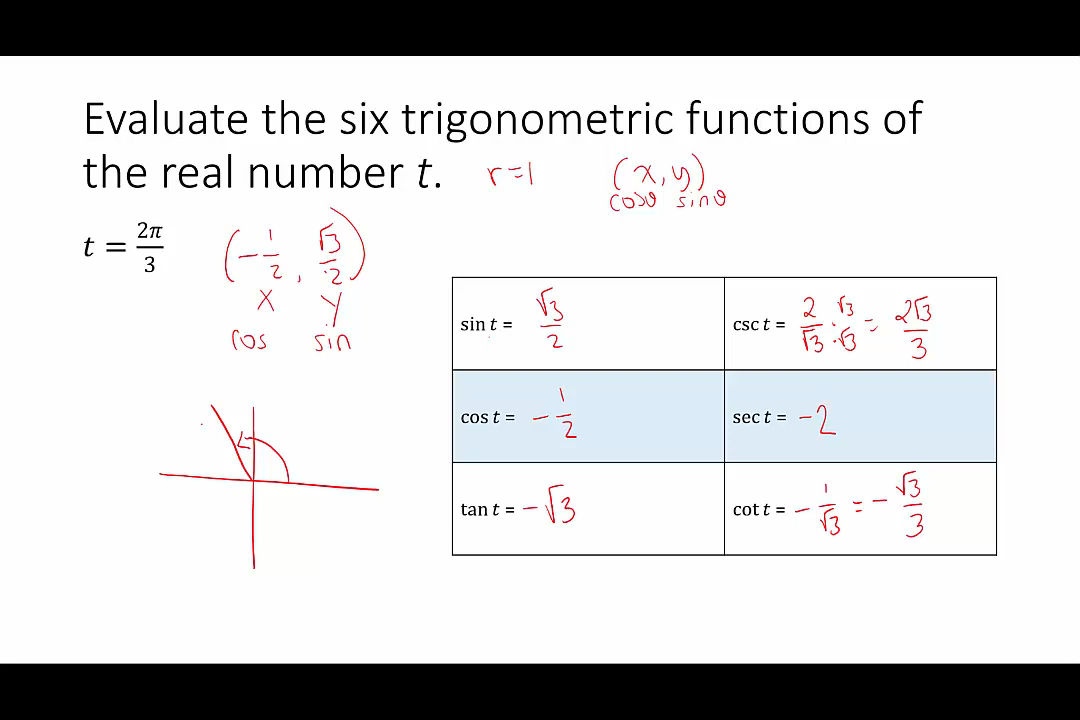 Evaluate the six trigonometric functions of
the real number t. r=1 (x,y)
cosθ sinθ
t = 2π/3 (-1/2, √3/2)
x y
cos sin
sin t = √3/2 csc t = 2/√3 · √3/√3 = 2√3/3
cos t = -1/2 sec t = -2
tan t = -√3 cot t = -1/√3 = -√3/3